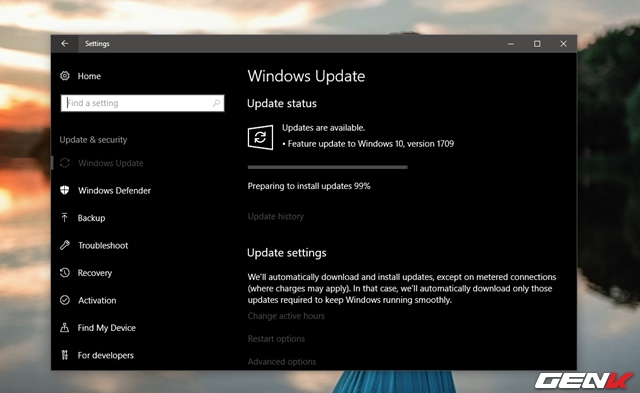 Settings
Home
Find a setting
Update & security
Windows Update
Windows Defender
Backup
Troubleshoot
Recovery
Activation
Find My Device
For developers
Windows Update
Update status
Updates are available.
• Feature update to Windows 10, version 1709
Preparing to install updates 99%
Update history
Update settings
We'll automatically download and install updates, except on metered connections
(where charges may apply). In that case, we'll automatically download only those
updates required to keep Windows running smoothly.
Change active hours
Restart options
Advanced options
GENK